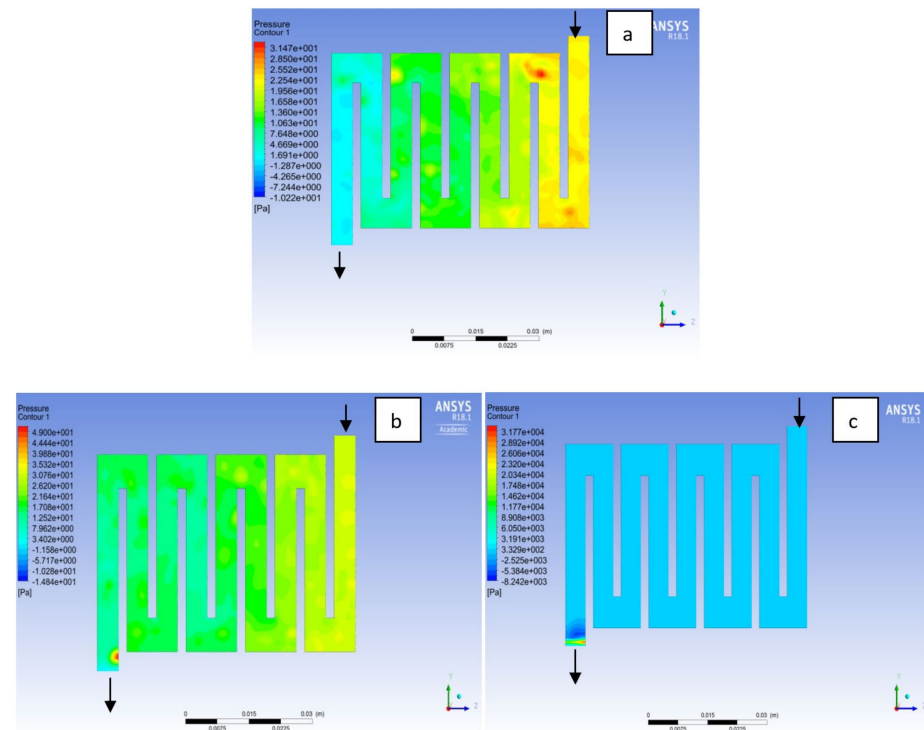 Pressure
Contour 1
3.147e+001
2.850e+001
2.552e+001
2.254e+001
1.956e+001
1.658e+001
1.360e+001
1.063e+001
7.648e+000
4.669e+000
1.691e+000
-1.287e+000
-4.265e+000
-7.244e+000
-1.022e+001
[Pa]
a
ANSYS
R18.1
0 0.015 0.03 (m)
0.0075 0.0225
Y
Z
Pressure
Contour 1
4.900e+001
4.444e+001
3.988e+001
3.532e+001
3.076e+001
2.620e+001
2.164e+001
1.708e+001
1.252e+001
7.962e+000
3.402e+000
-1.158e+000
-5.717e+000
-1.028e+001
-1.484e+001
[Pa]
b
ANSYS
R18.1
Academic
0 0.015 0.03 (m)
0.0075 0.0225
Y
Z
Pressure
Contour 1
3.177e+004
2.892e+004
2.606e+004
2.320e+004
2.034e+004
1.748e+004
1.462e+004
1.177e+004
8.908e+003
6.050e+003
3.191e+003
3.329e+002
-2.525e+003
-5.384e+003
-8.242e+003
[Pa]
c
ANSYS
R18.1
0 0.015 0.03 (m)
0.0075 0.0225
Y
Z